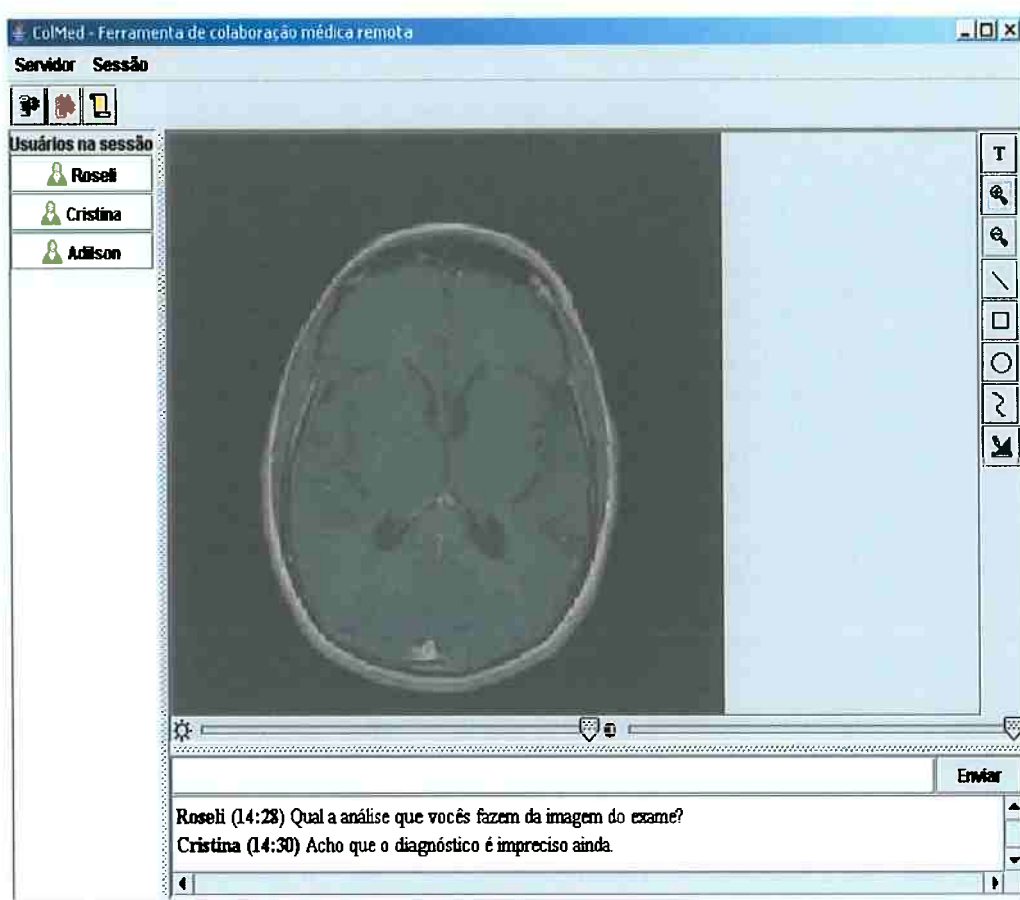 ColMed - Ferramenta de colaboração médica remota
Servidor Sessão
Usuários na sessão
Roseli
Cristina
Adilson
T
Enviar
Roseli (14:28) Qual a análise que vocês fazem da imagem do exame?
Cristina (14:30) Acho que o diagnóstico é impreciso ainda.